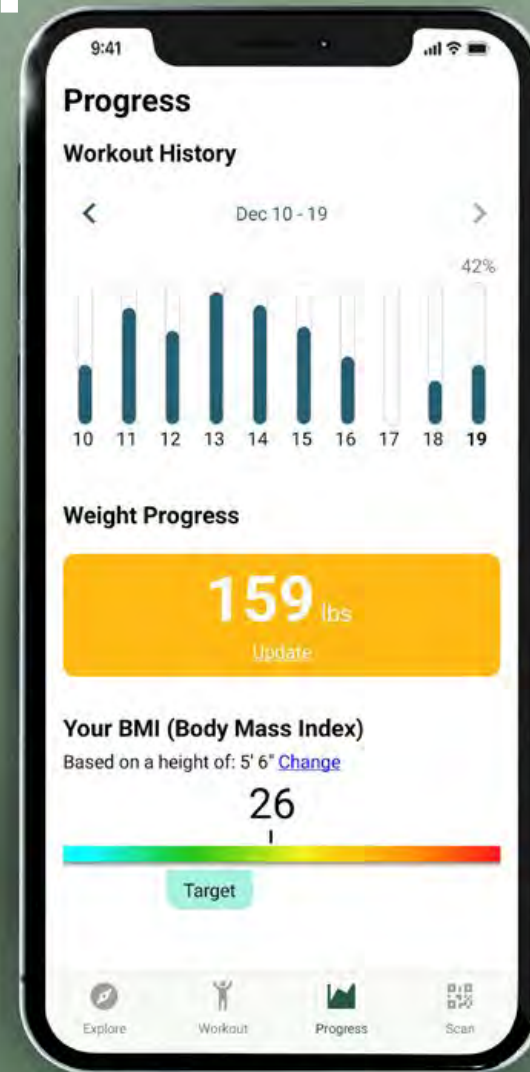 9:41
Progress
Workout History
Dec 10 - 19
42%
10 11 12 13 14 15 16 17 18 19
Weight Progress
159 lbs
Update
Your BMI (Body Mass Index)
Based on a height of: 5' 6" Change
26
Target
Explore Workout Progress Scan